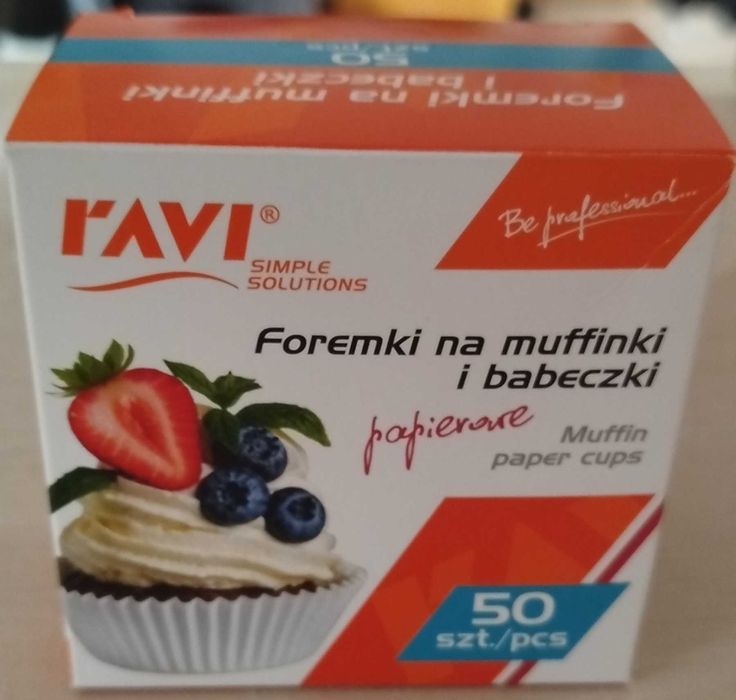 50
szt./pcs
Foremki na muffinki
i babeczki
ravi®
SIMPLE
SOLUTIONS
Be professional...
Foremki na muffinki
i babeczki
papierowe
Muffin
paper cups
50
szt./pcs